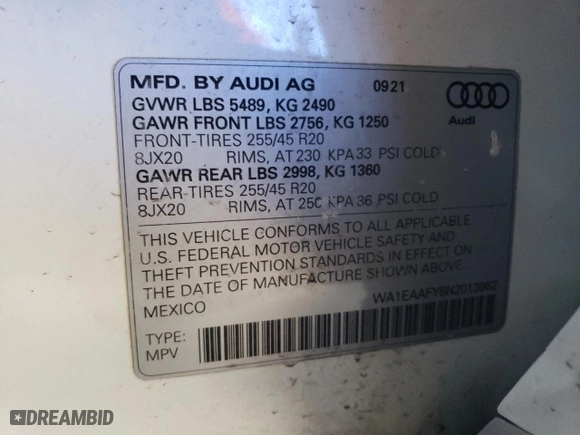 MFD. BY AUDI AG 09 21
GVWR LBS 5489, KG 2490
GAWR FRONT LBS 2756, KG 1250
FRONT-TIRES 255/45 R20
8JX20 RIMS, AT 230 KPA 33 PSI COLD
GAWR REAR LBS 2998, KG 1360
REAR-TIRES 255/45 R20
8JX20 RIMS, AT 250 KPA 36 PSI COLD
Audi
THIS VEHICLE CONFORMS TO ALL APPLICABLE
U.S. FEDERAL MOTOR VEHICLE SAFETY AND
THEFT PREVENTION STANDARDS IN EFFECT ON
THE DATE OF MANUFACTURE SHOWN ABOVE.
MEXICO WA1EAAFY6N2013962
TYPE:
MPV
DREAMBID